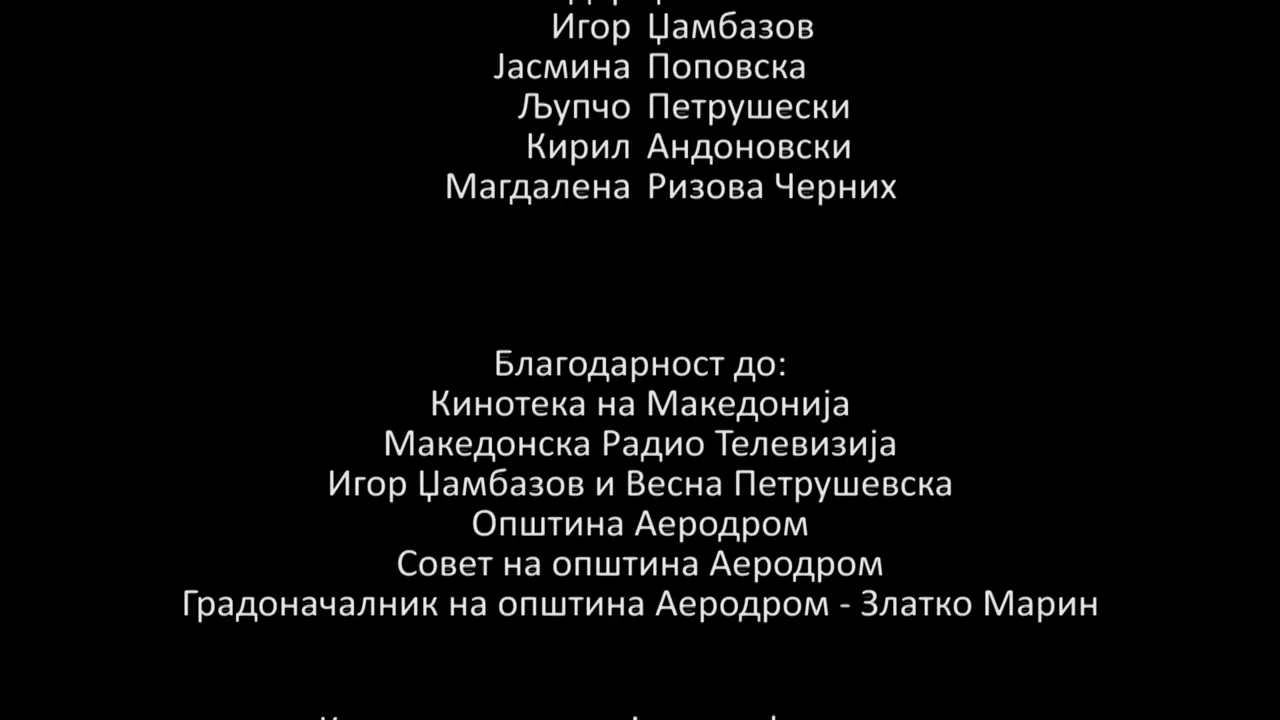 Игор Џамбазов
Јасмина Поповска
Љупчо Петрушески
Кирил Андоновски
Магдалена Ризова Черних
Благодарност до:
Кинотека на Македонија
Македонска Радио Телевизија
Игор Џамбазов и Весна Петрушевска
Општина Аеродром
Совет на општина Аеродром
Градоначалник на општина Аеродром - Златко Марин